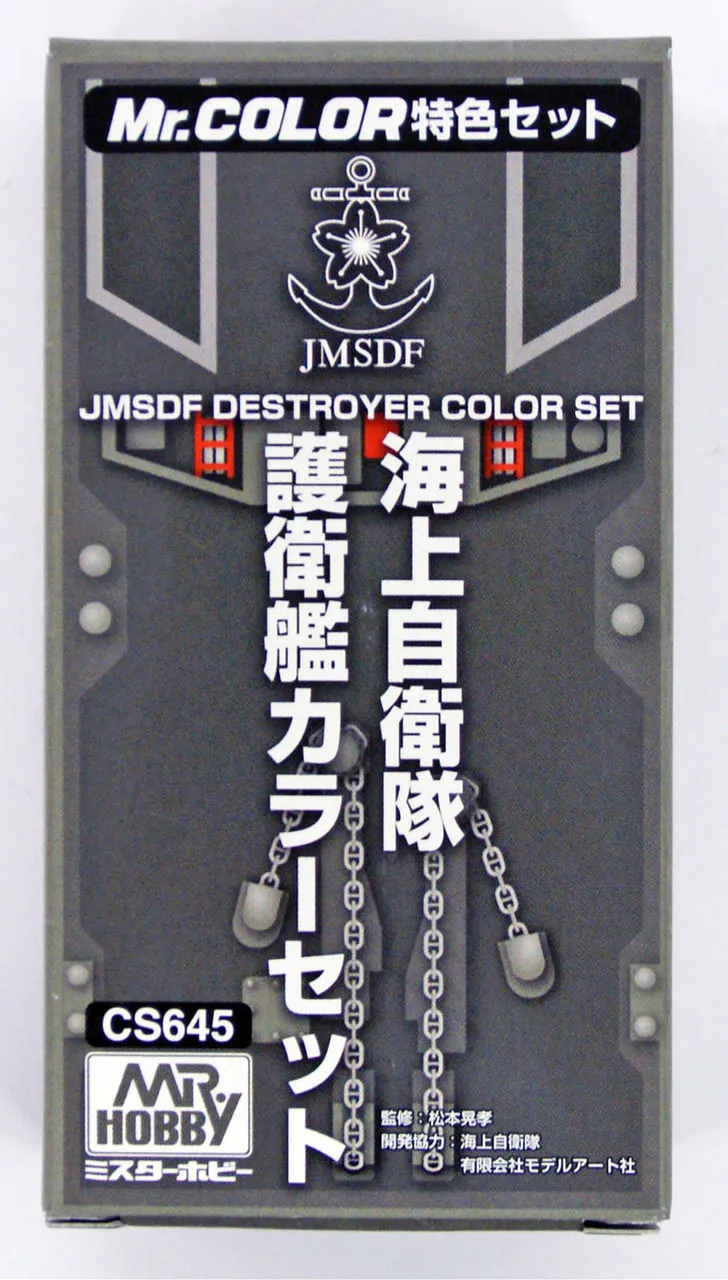 Mr.COLOR特色セット
JMSDF
JMSDF DESTROYER COLOR SET
海上自衛隊
護衛艦カラーセット
CS645
MR.
HOBBY
ミスターホビー
監修：松本晃孝
開発協力：海上自衛隊
有限会社モデルアート社